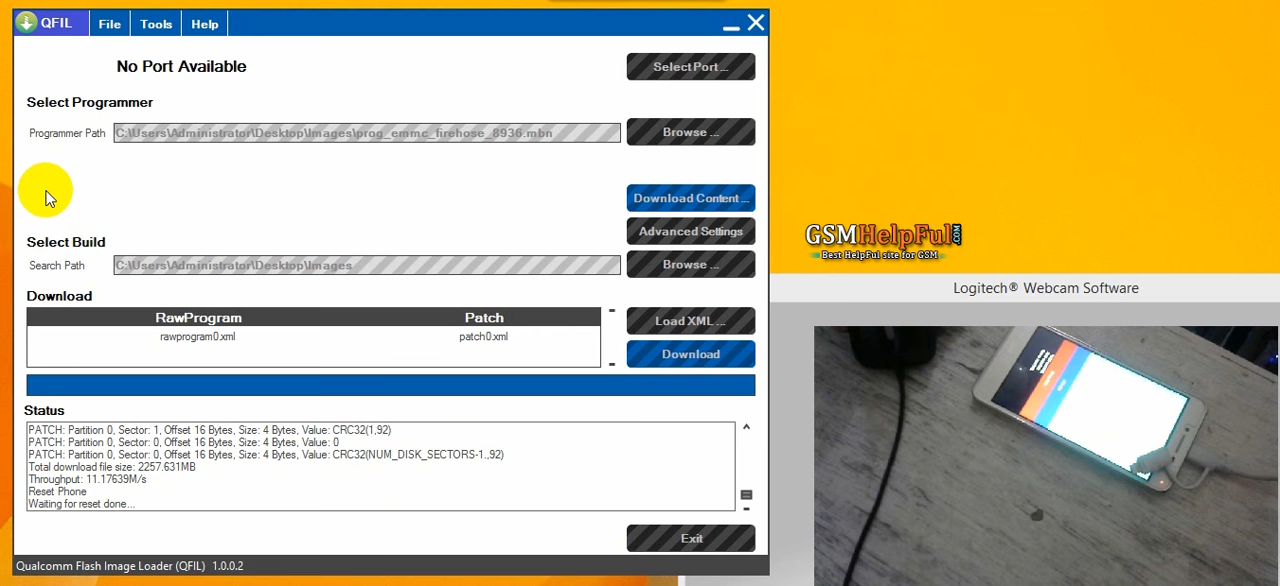 QFIL File Tools Help
No Port Available
Select Port ...
Select Programmer
Programmer Path C:\Users\Administrator\Desktop\Images\prog_emmc_firehose_8936.mbn Browse ...
Download Content ...
Advanced Settings
Select Build
Search Path C:\Users\Administrator\Desktop\Images Browse ...
Download
RawProgram Patch
rawprogram0.xml patch0.xml
Load XML ...
Download
Status
PATCH: Partition 0, Sector: 1, Offset 16 Bytes, Size: 4 Bytes, Value: CRC32(1,92)
PATCH: Partition 0, Sector: 0, Offset 16 Bytes, Size: 4 Bytes, Value: 0
PATCH: Partition 0, Sector: 0, Offset 16 Bytes, Size: 4 Bytes, Value: CRC32(NUM_DISK_SECTORS-1.,92)
Total download file size: 2257.631MB
Throughput: 11.17639M/s
Reset Phone
Waiting for reset done...
Exit
Qualcomm Flash Image Loader (QFIL) 1.0.0.2
GSMHelpFul.COM
Best HelpFul site for GSM
Logitech® Webcam Software